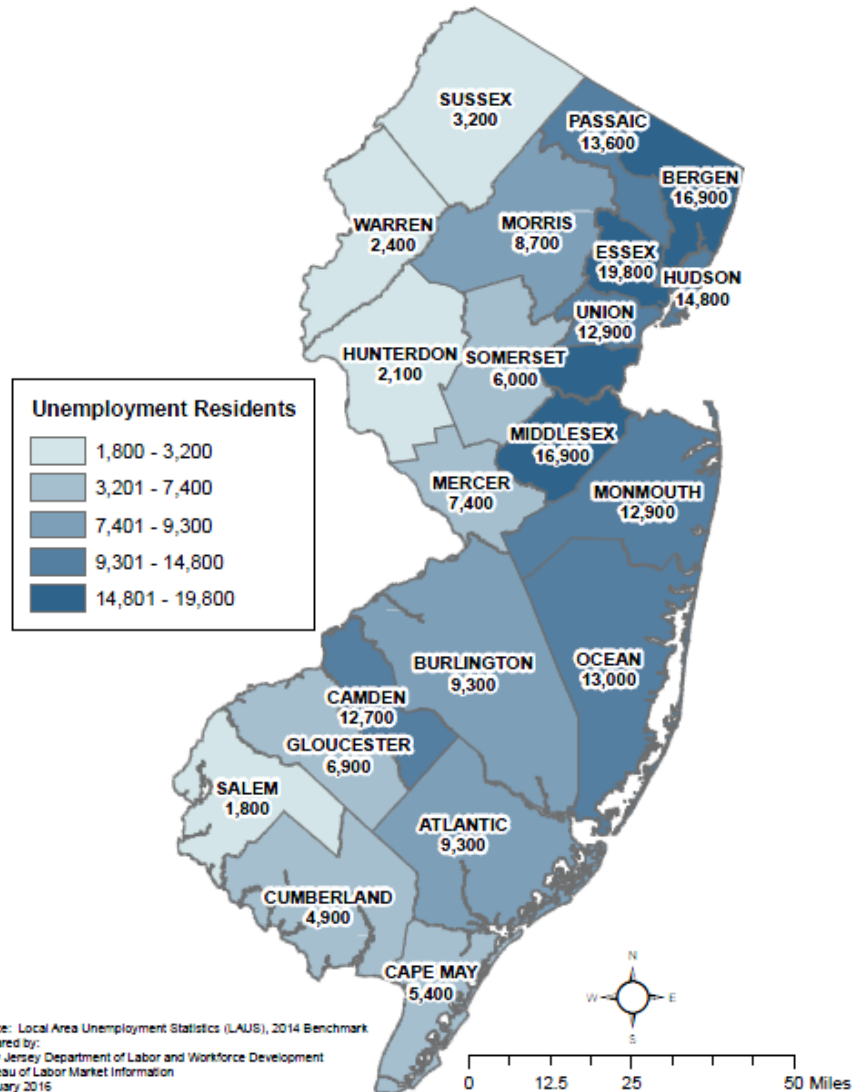 SUSSEX
3,200
PASSAIC
13,600
BERGEN
16,900
WARREN
2,400
MORRIS
8,700
ESSEX
19,800
HUDSON
14,800
UNION
12,900
HUNTERDON
2,100
SOMERSET
6,000
Unemployment Residents
1,800 - 3,200
3,201 - 7,400
7,401 - 9,300
9,301 - 14,800
14,801 - 19,800
MIDDLESEX
16,900
MERCER
7,400
MONMOUTH
12,900
BURLINGTON
9,300
OCEAN
13,000
CAMDEN
12,700
GLOUCESTER
6,900
SALEM
1,800
ATLANTIC
9,300
CUMBERLAND
4,900
CAPE MAY
5,400
N
W
E
S
Local Area Unemployment Statistics (LAUS), 2014 Benchmark
by:
Jersey Department of Labor and Workforce Development
of Labor Market Information
2016
0 12.5 25 50 Miles